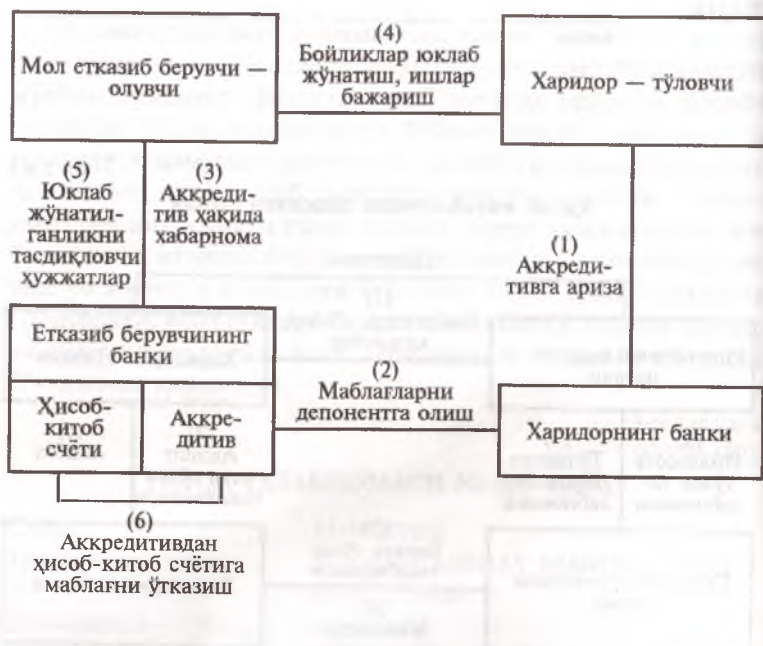 (4)
Бойликлар юклаб
жўнатиш, ишлар
бажариш
Мол етказиб берувчи —
олувчи
Харидор — тўловчи
(5)
Юклаб
жўнатил-
ганликни
тасдиқловчи
ҳужжатлар
(3)
Аккреди-
тив ҳақида
хабарнома
(1)
Аккреди-
тивга ариза
Етказиб берувчининг
банки
Ҳисоб-
китоб
счёти
Аккре-
дитив
(2)
Маблағларни
депонентга олиш
Харидорнинг банки
(6)
Аккредитивдан
ҳисоб-китоб счётига
маблағни ўтказиш